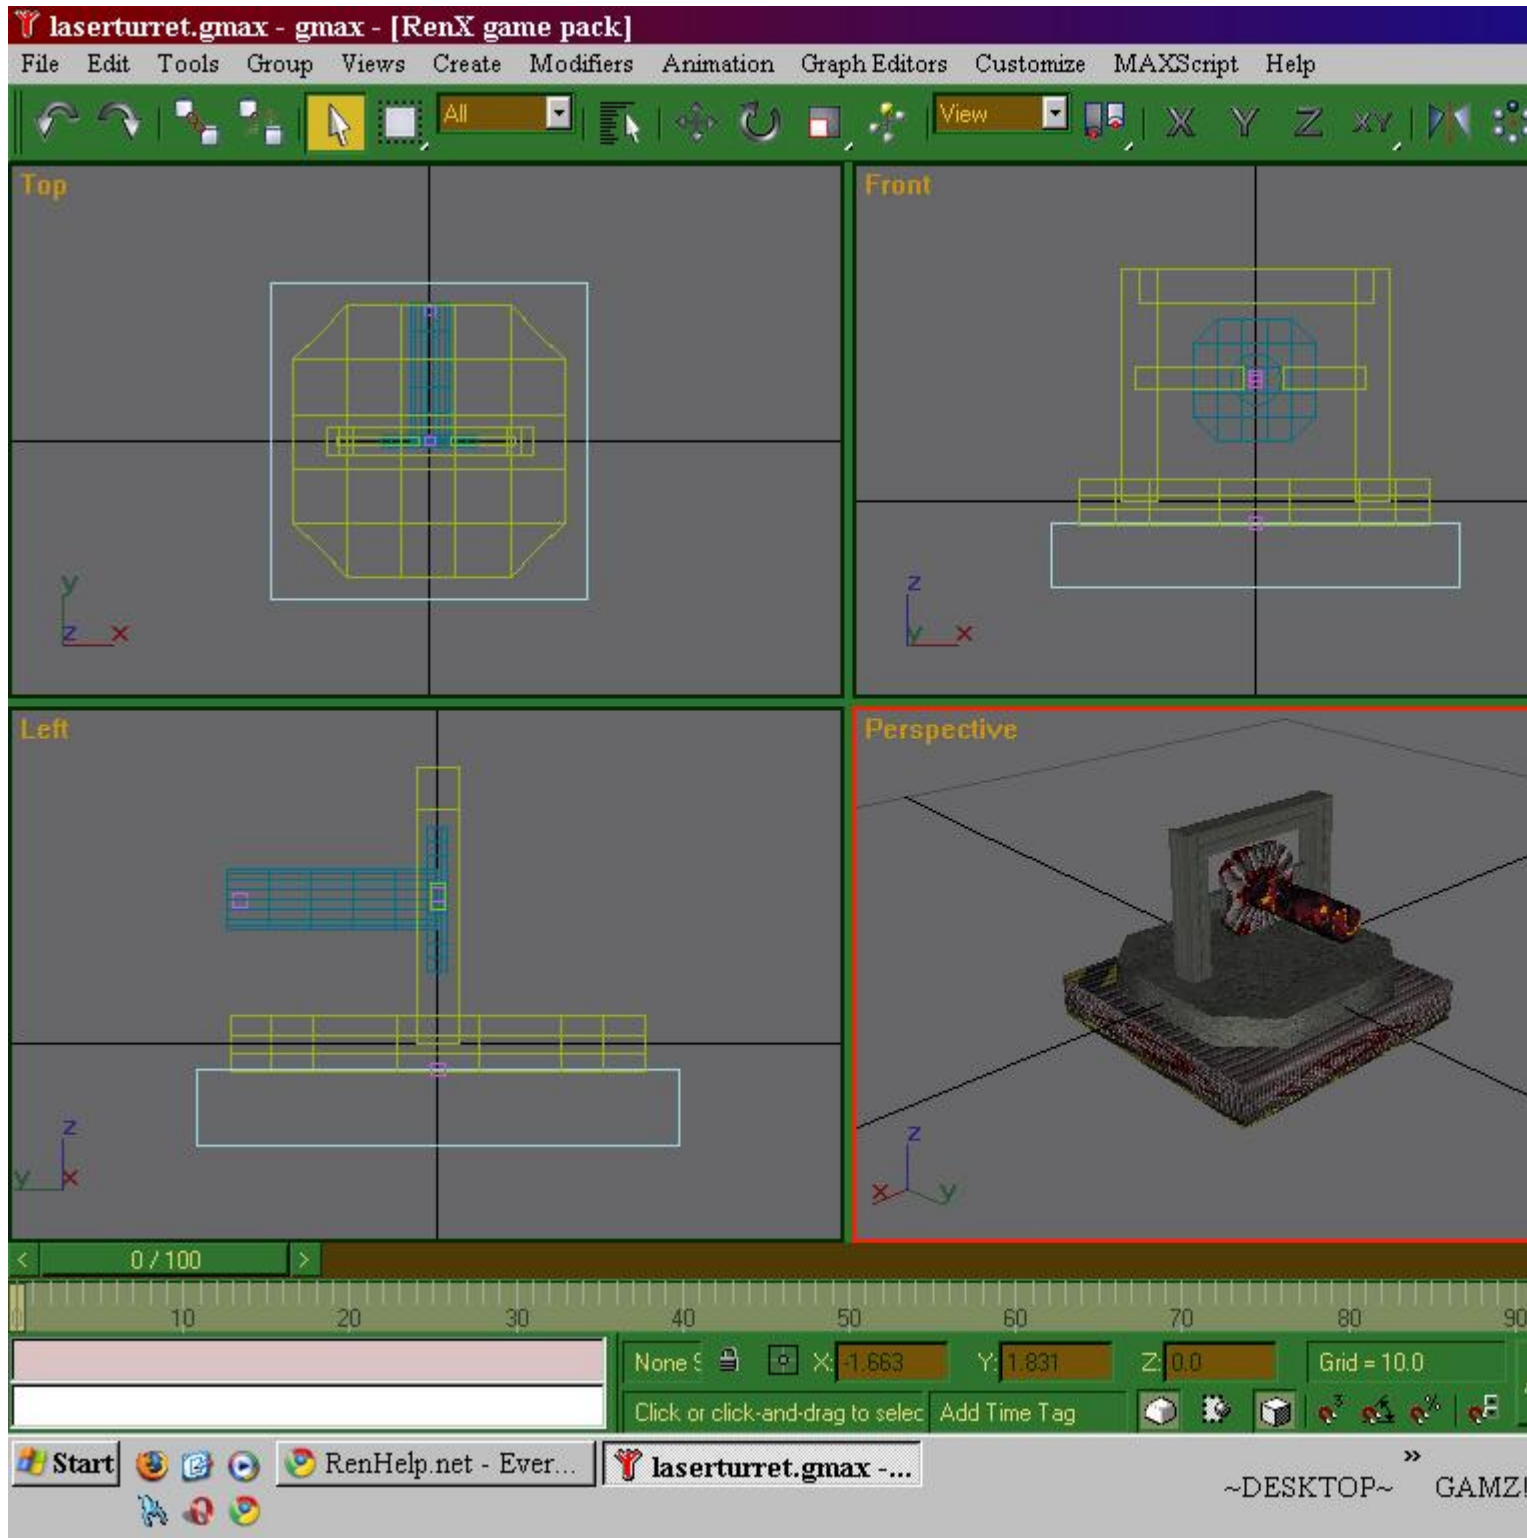 laserturret.gmax - gmax - [RenX game pack]
File Edit Tools Group Views Create Modifiers Animation Graph Editors Customize MAXScript Help
All View X Y Z XY
Top
Front
y
z x
z
y x
Left
Perspective
z
y x
z
x y
< 0 / 100 >
0 10 20 30 40 50 60 70 80 90
None S X: -1.663 Y: 1.831 Z: 0.0 Grid = 10.0
Click or click-and-drag to selec Add Time Tag
Start RenHelp.net - Ever... laserturret.gmax -...
~DESKTOP~ » GAMZ!